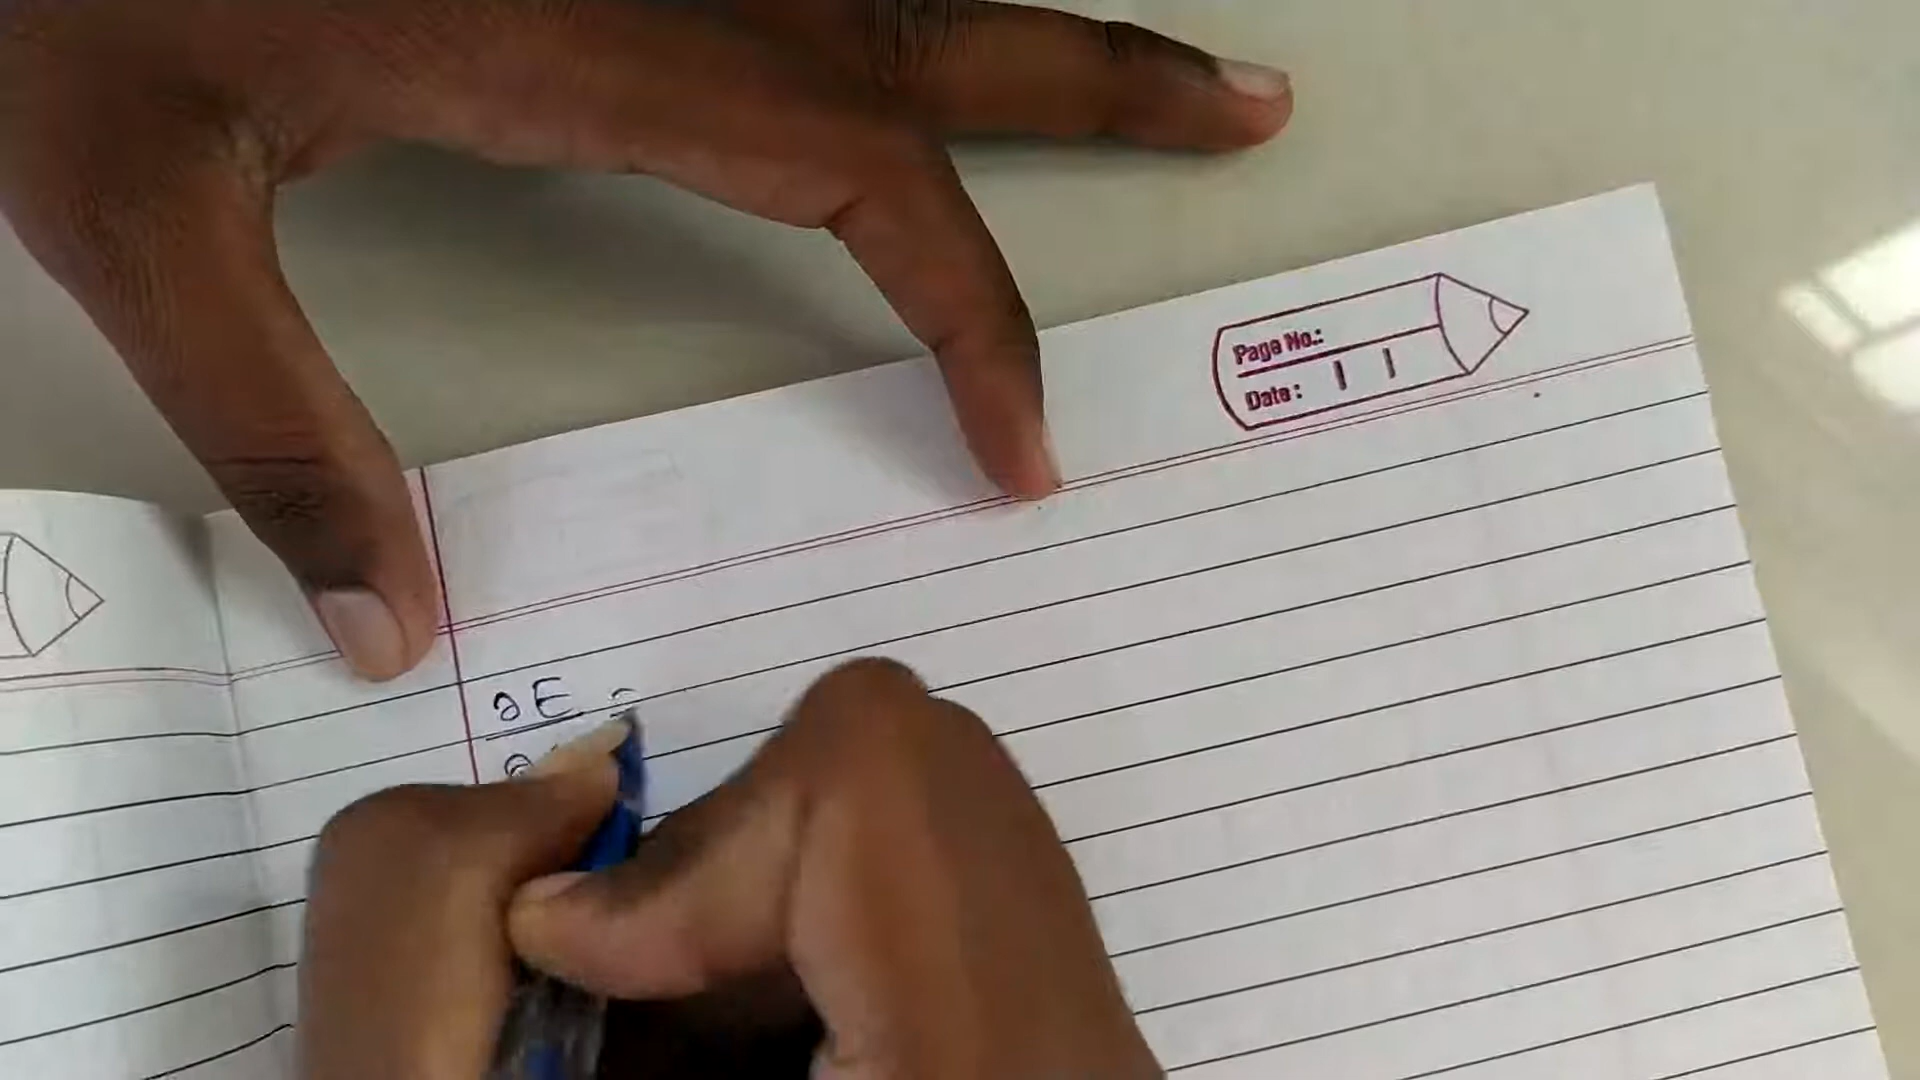 Page No.:
Date: / /
∂E =
∂